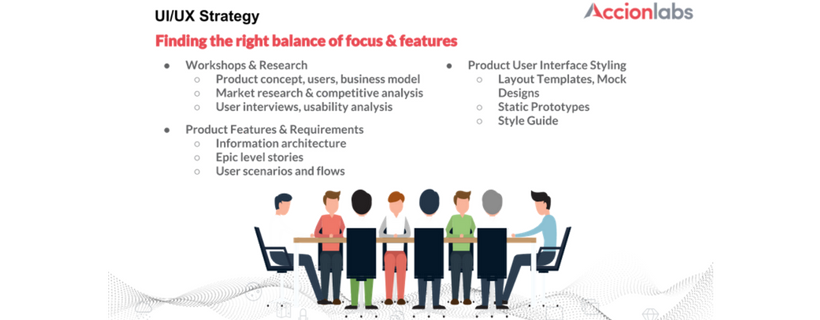 UI/UX Strategy
Accionlabs
Finding the right balance of focus & features
● Workshops & Research
○ Product concept, users, business model
○ Market research & competitive analysis
○ User interviews, usability analysis
● Product Features & Requirements
○ Information architecture
○ Epic level stories
○ User scenarios and flows
● Product User Interface Styling
○ Layout Templates, Mock
Designs
○ Static Prototypes
○ Style Guide